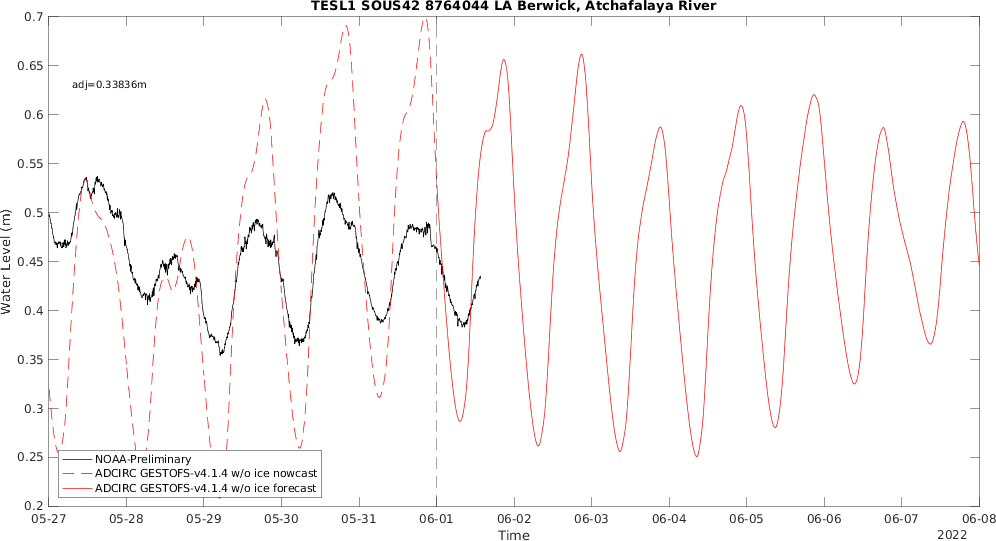 TESL1 SOUS42 8764044 LA Berwick, Atchafalaya River
0.7
0.65
0.6
0.55
0.5
0.45
0.4
0.35
0.3
0.25
0.2
Water Level (m)
adj=0.33836m
NOAA-Preliminary
ADCIRC GESTOFS-v4.1.4 w/o ice nowcast
ADCIRC GESTOFS-v4.1.4 w/o ice forecast
05-27 05-28 05-29 05-30 05-31 06-01 06-02 06-03 06-04 06-05 06-06 06-07 06-08
Time
2022